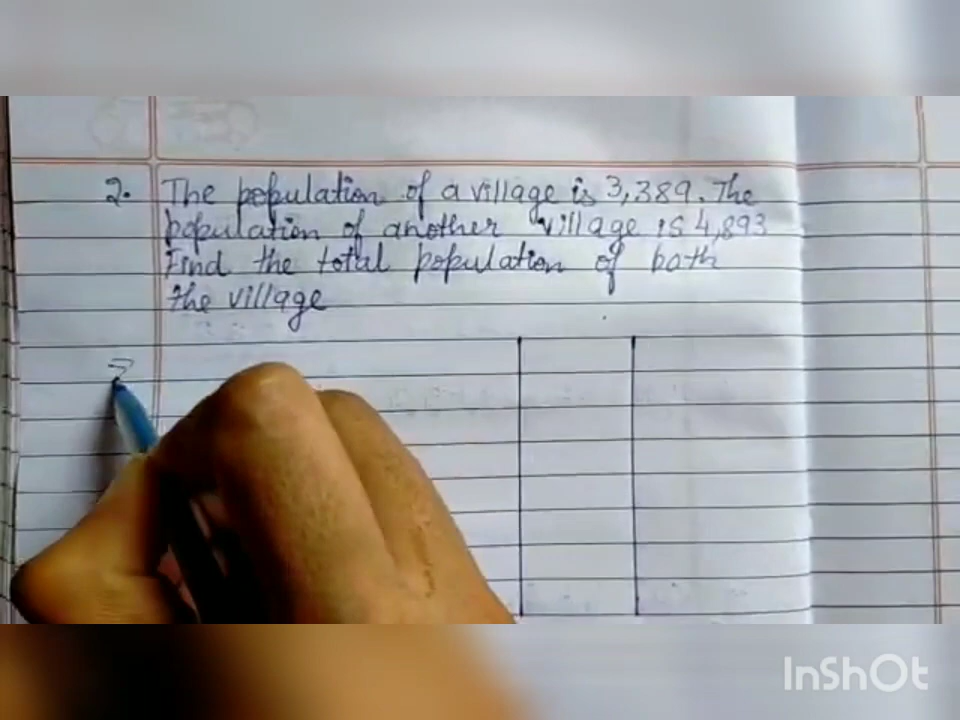 2. The population of a village is 3,389. The
population of another village is 4,893
Find the total population of both
the village
InShOt